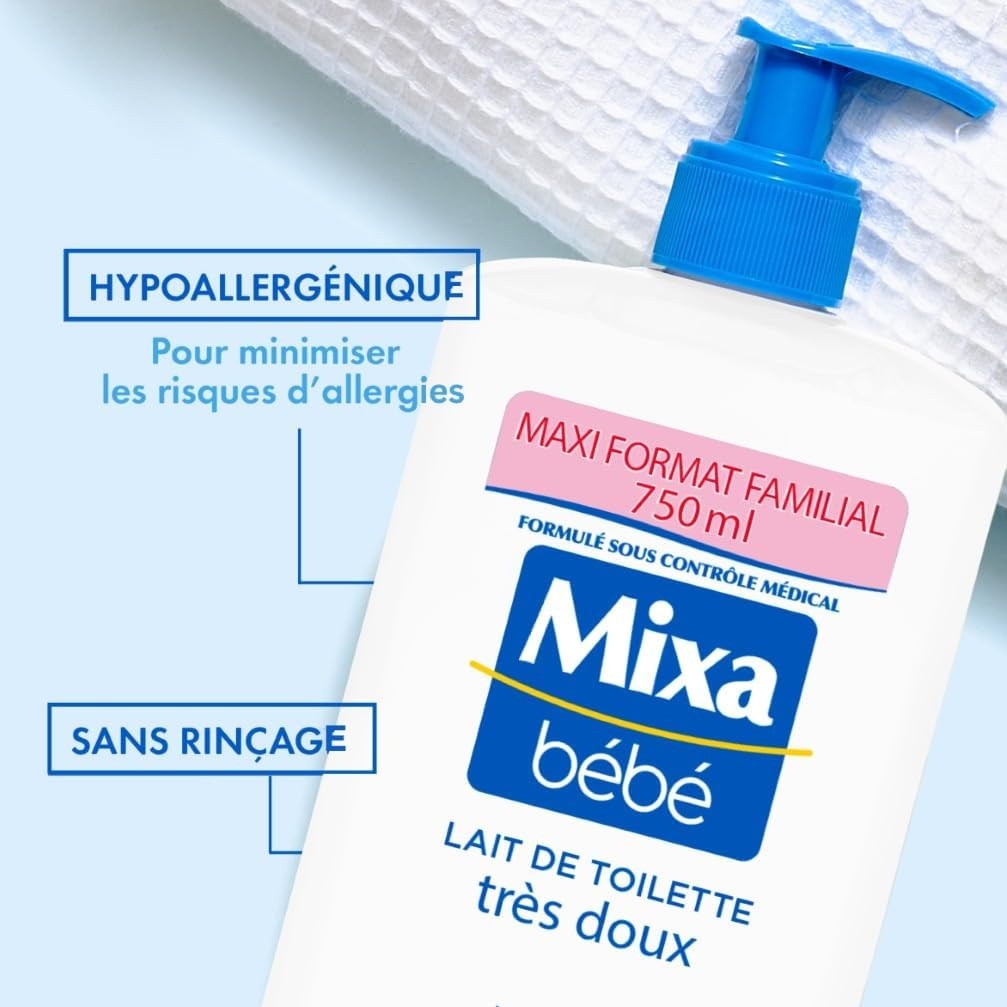 HYPOALLERGÉNIQUE
Pour minimiser
les risques d'allergies
SANS RINÇAGE
MAXI FORMAT FAMILIAL
750 ml
FORMULÉ SOUS CONTRÔLE MÉDICAL
Mixa
bébé
LAIT DE TOILETTE
très doux